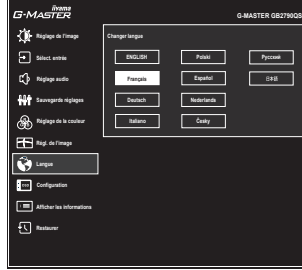 iiyama
G-MASTER
G-MASTER GB2790QS
Réglage de l'image
Sélect. entrée
Réglage audio
Sauvegarde réglages
Réglage de la couleur
Régl. de l'image
Langue
Configuration
Afficher les informations
Restaurer
Changer langue
ENGLISH Polski Русский
Français Español 日本語
Deutsch Nederlands
Italiano Česky